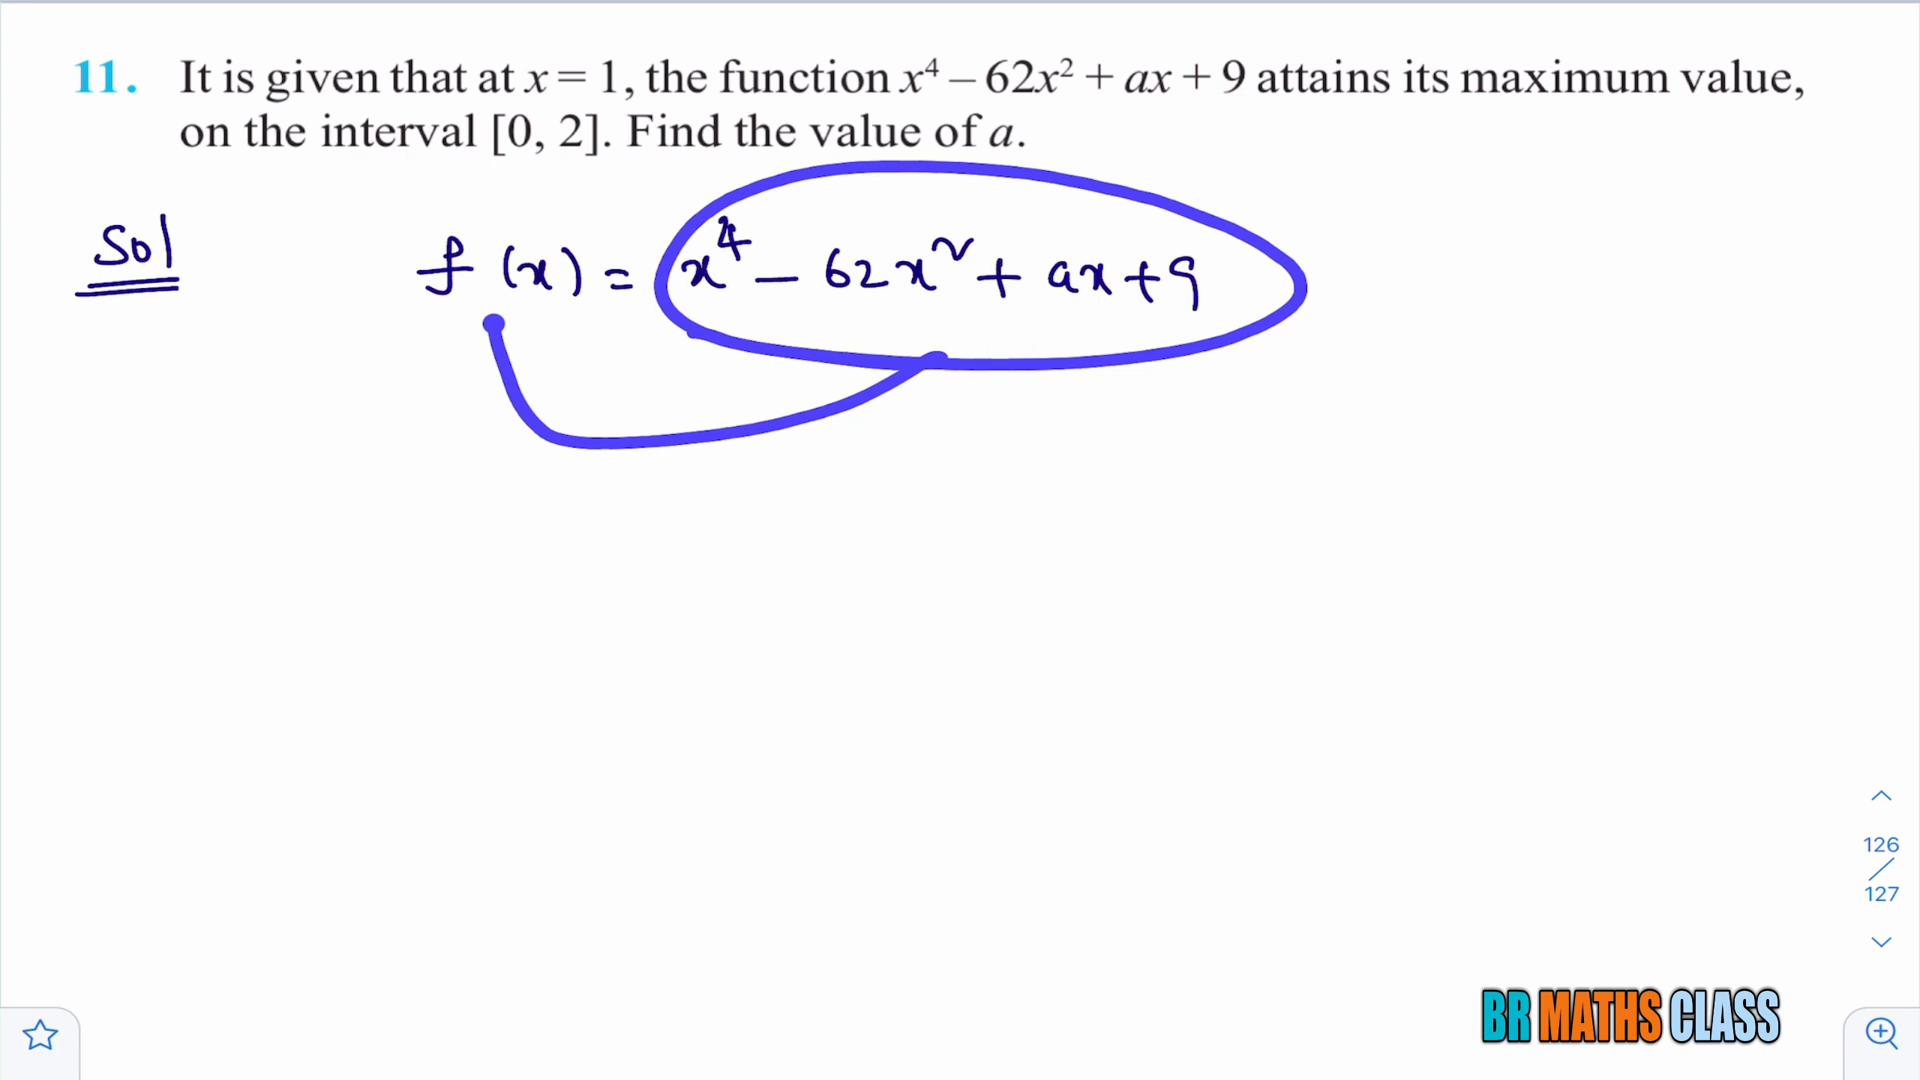 11. It is given that at x = 1, the function x⁴ – 62x² + ax + 9 attains its maximum value,
on the interval [0, 2]. Find the value of a.
Sol f (x) = x⁴ – 62x² + ax + 9
126
/
127
BR MATHS CLASS